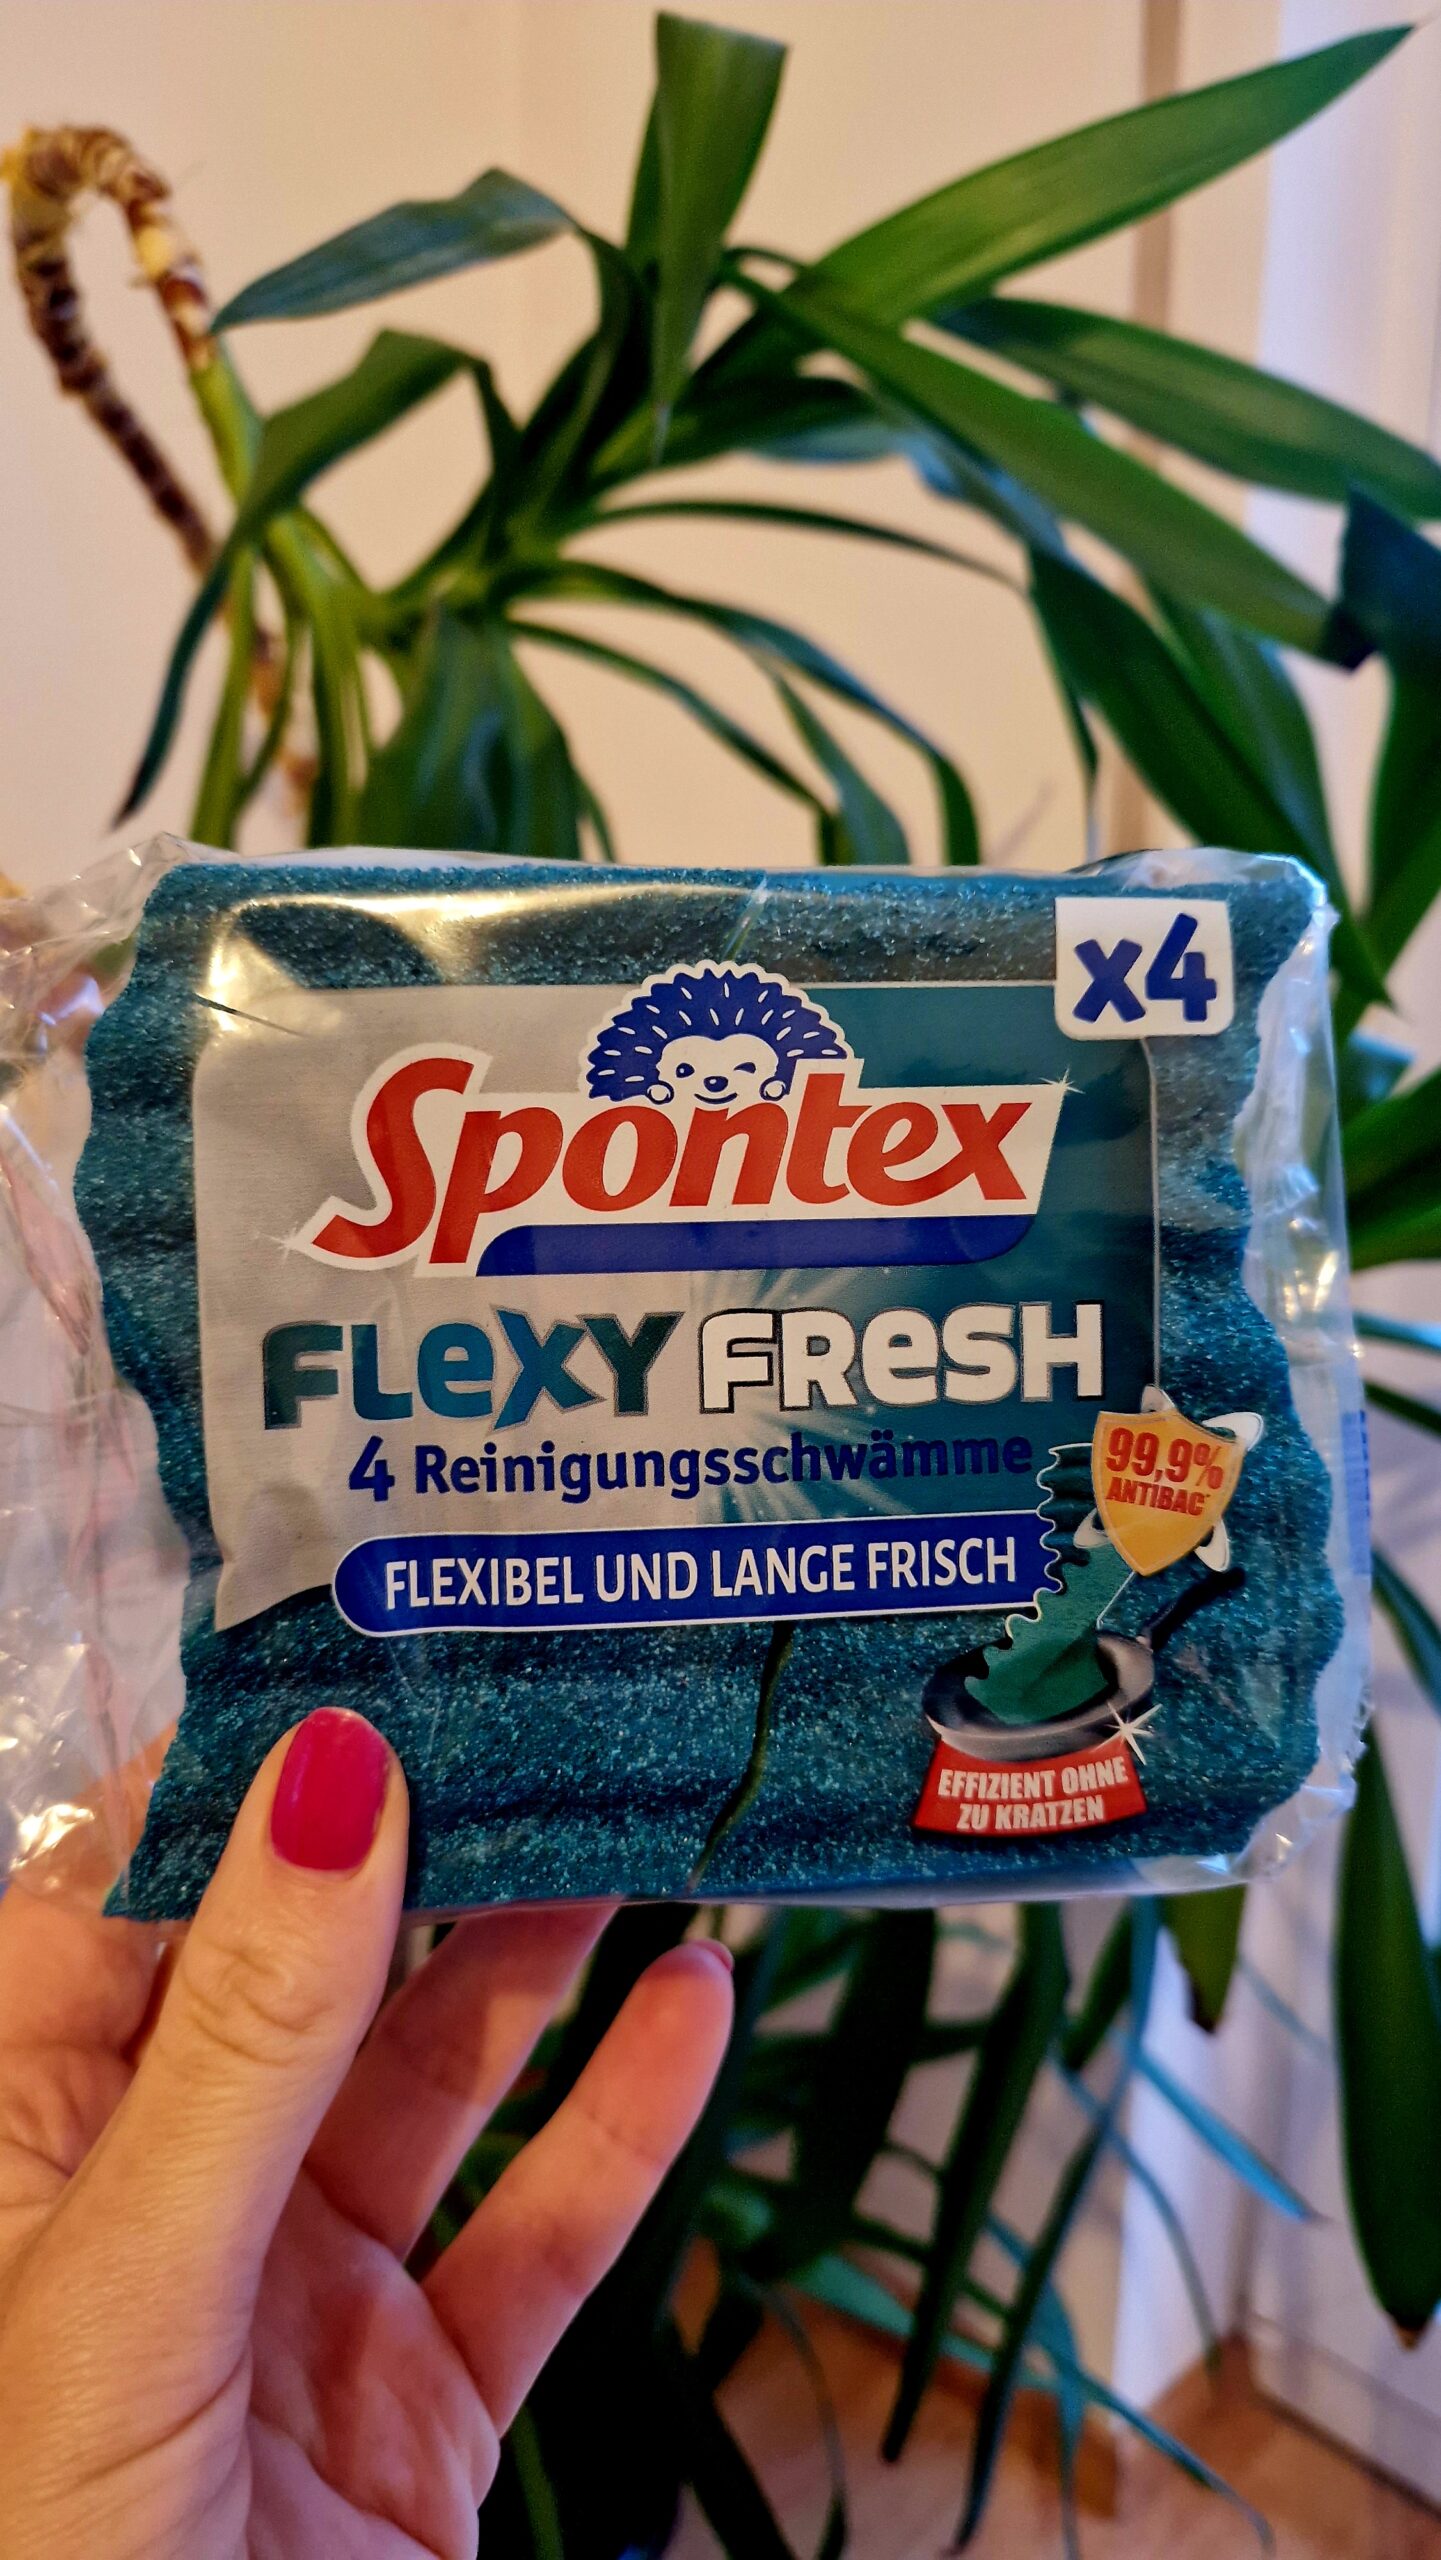 x4
Spontex
FLEXY FRESH
4 Reinigungsschwämme
FLEXIBEL UND LANGE FRISCH
99,9%
ANTIBAC*
EFFIZIENT OHNE
ZU KRATZEN